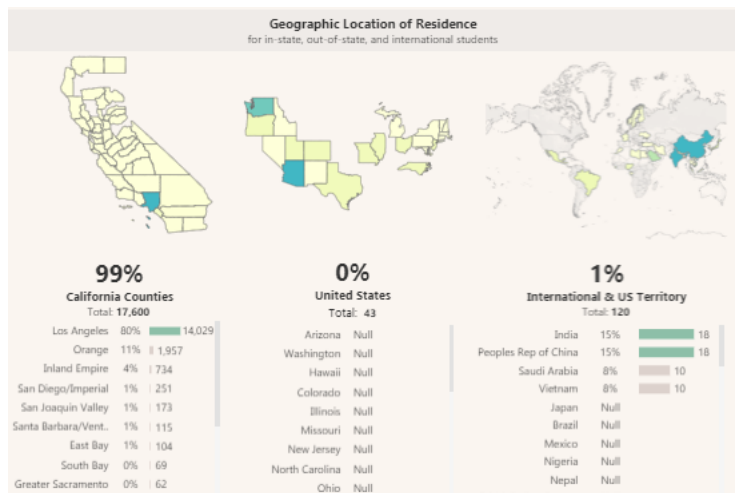 Geographic Location of Residence
for in-state, out-of-state, and international students
99%
California Counties
Total: 17,600
Los Angeles 80% 14,029
Orange 11% 1,957
Inland Empire 4% 734
San Diego/Imperial 1% 251
San Joaquin Valley 1% 173
Santa Barbara/Vent.. 1% 115
East Bay 1% 104
South Bay 0% 69
Greater Sacramento 0% 62
0%
United States
Total: 43
Arizona Null
Washington Null
Hawaii Null
Colorado Null
Illinois Null
Missouri Null
New Jersey Null
North Carolina Null
Ohio Null
1%
International & US Territory
Total: 120
India 15% 18
Peoples Rep of China 15% 18
Saudi Arabia 8% 10
Vietnam 8% 10
Japan Null
Brazil Null
Mexico Null
Nigeria Null
Nepal Null